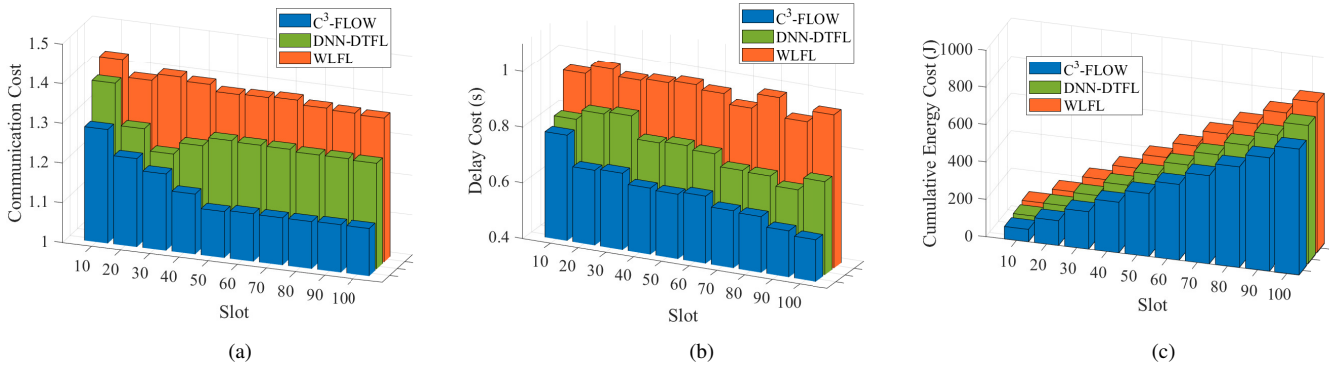 C³-FLOW
DNN-DTFL
WLFL
1.5
1.4
1.3
1.2
1.1
1
Communication Cost
10
20
30
40
50
60
70
80
90
100
Slot
(a)
C³-FLOW
DNN-DTFL
WLFL
1
0.8
0.6
0.4
Delay Cost (s)
10
20
30
40
50
60
70
80
90
100
Slot
(b)
C³-FLOW
DNN-DTFL
WLFL
1000
800
600
400
200
0
Cumulative Energy Cost (J)
10
20
30
40
50
60
70
80
90
100
Slot
(c)